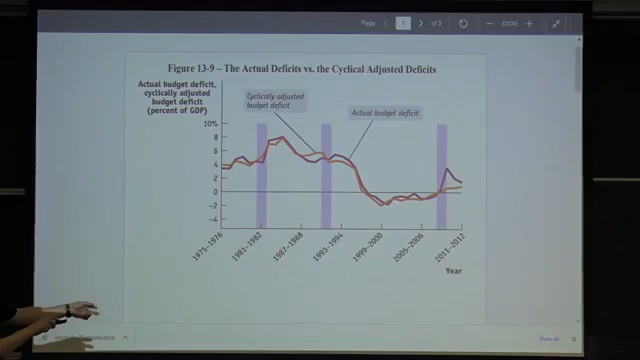 Page
1
of 3
ZOOM
Figure 13-9 – The Actual Deficits vs. the Cyclical Adjusted Deficits
Actual budget deficit,
cyclically adjusted
budget deficit
(percent of GDP)
Cyclically adjusted
budget deficit
Actual budget deficit
10%
8
6
4
2
0
−2
−4
1975–1976
1981–1982
1987–1988
1993–1994
1999–2000
2005–2006
2011–2012
Year
Show all